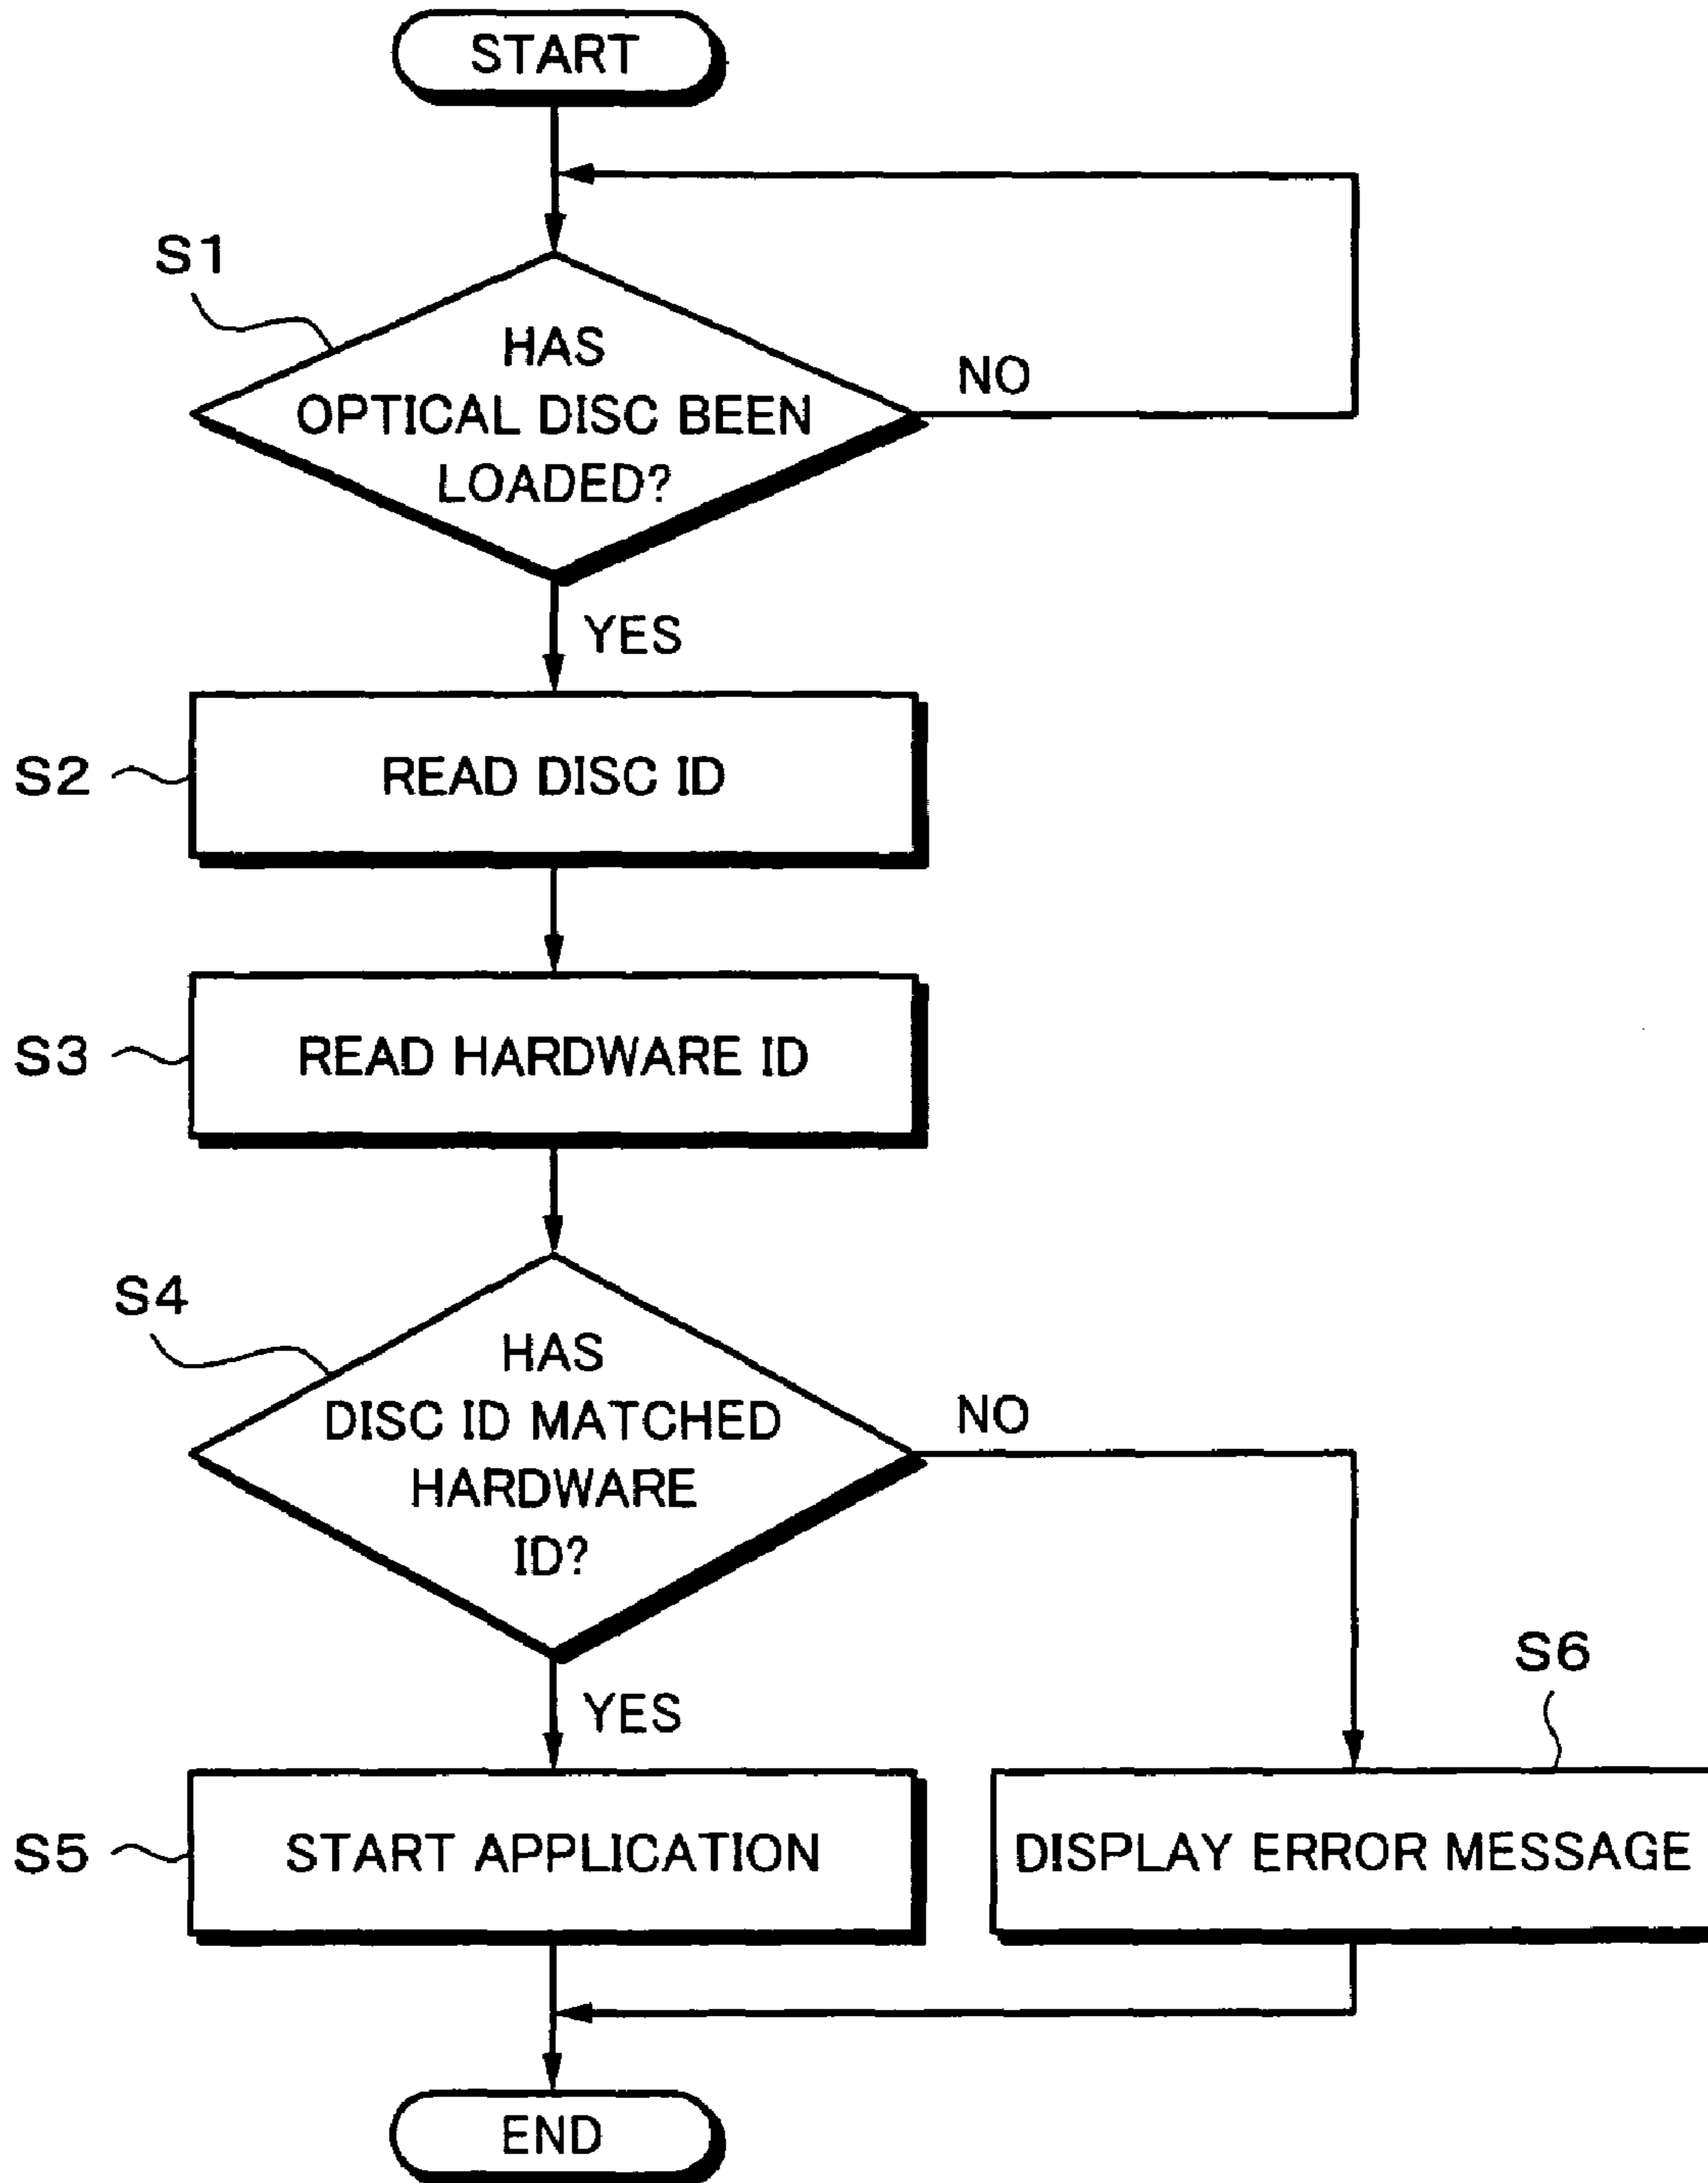 START
S1
HAS
OPTICAL DISC BEEN
LOADED?
NO
YES
S2
READ DISC ID
S3
READ HARDWARE ID
S4
HAS
DISC ID MATCHED
HARDWARE
ID?
NO
YES
S5
START APPLICATION
S6
DISPLAY ERROR MESSAGE
END